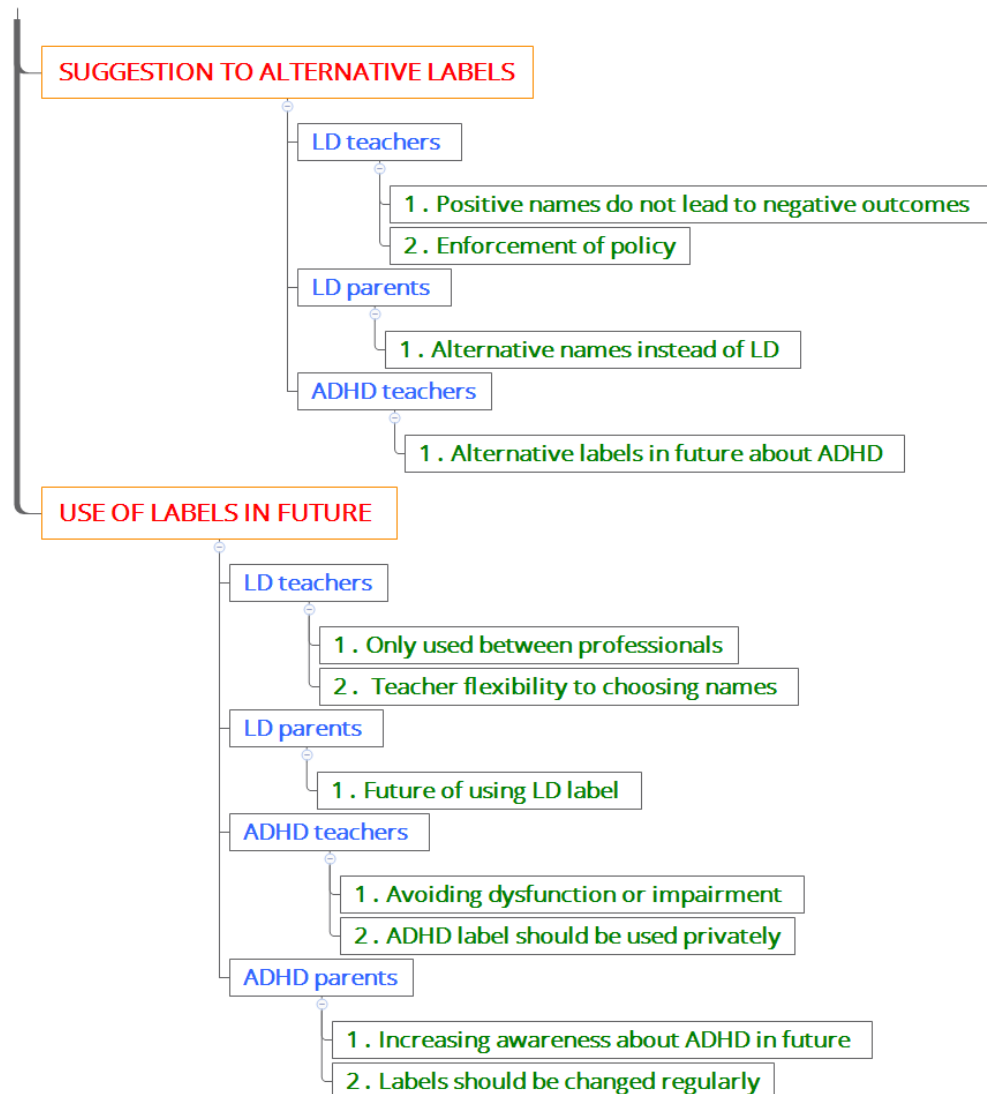 SUGGESTION TO ALTERNATIVE LABELS
LD teachers
1 . Positive names do not lead to negative outcomes
2 . Enforcement of policy
LD parents
1 . Alternative names instead of LD
ADHD teachers
1 . Alternative labels in future about ADHD
USE OF LABELS IN FUTURE
LD teachers
1 . Only used between professionals
2 . Teacher flexibility to choosing names
LD parents
1 . Future of using LD label
ADHD teachers
1 . Avoiding dysfunction or impairment
2 . ADHD label should be used privately
ADHD parents
1 . Increasing awareness about ADHD in future
2 . Labels should be changed regularly